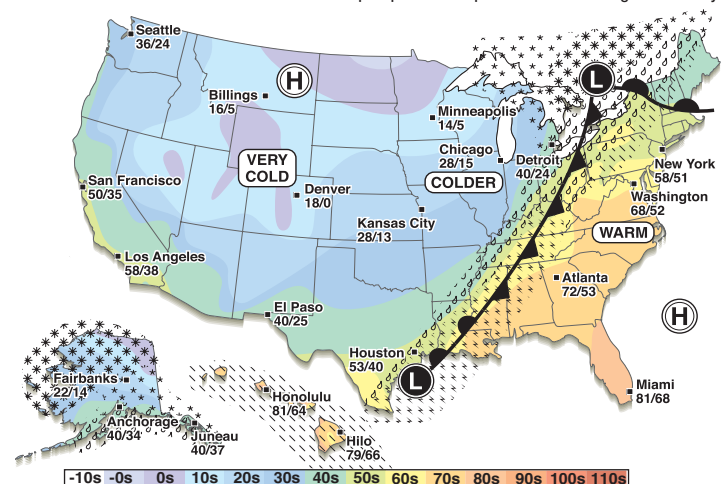 Seattle
36/24
Billings
16/5
H
L
Minneapolis
14/5
Chicago
28/15
Detroit
40/24
New York
58/51
Washington
68/52
VERY
COLD
COLDER
WARM
San Francisco
50/35
Denver
18/0
Kansas City
28/13
Los Angeles
58/38
El Paso
40/25
Atlanta
72/53
H
Houston
53/40
L
Miami
81/68
Fairbanks
22/14
Anchorage
40/34
Juneau
40/37
Honolulu
81/64
Hilo
79/66
-10s -0s 0s 10s 20s 30s 40s 50s 60s 70s 80s 90s 100s 110s